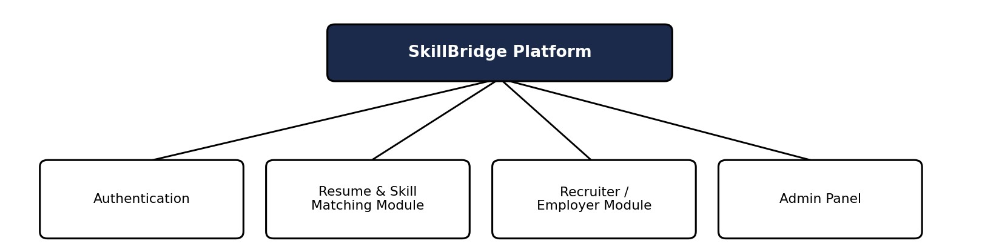 SkillBridge Platform
Authentication
Resume & Skill
Matching Module
Recruiter /
Employer Module
Admin Panel